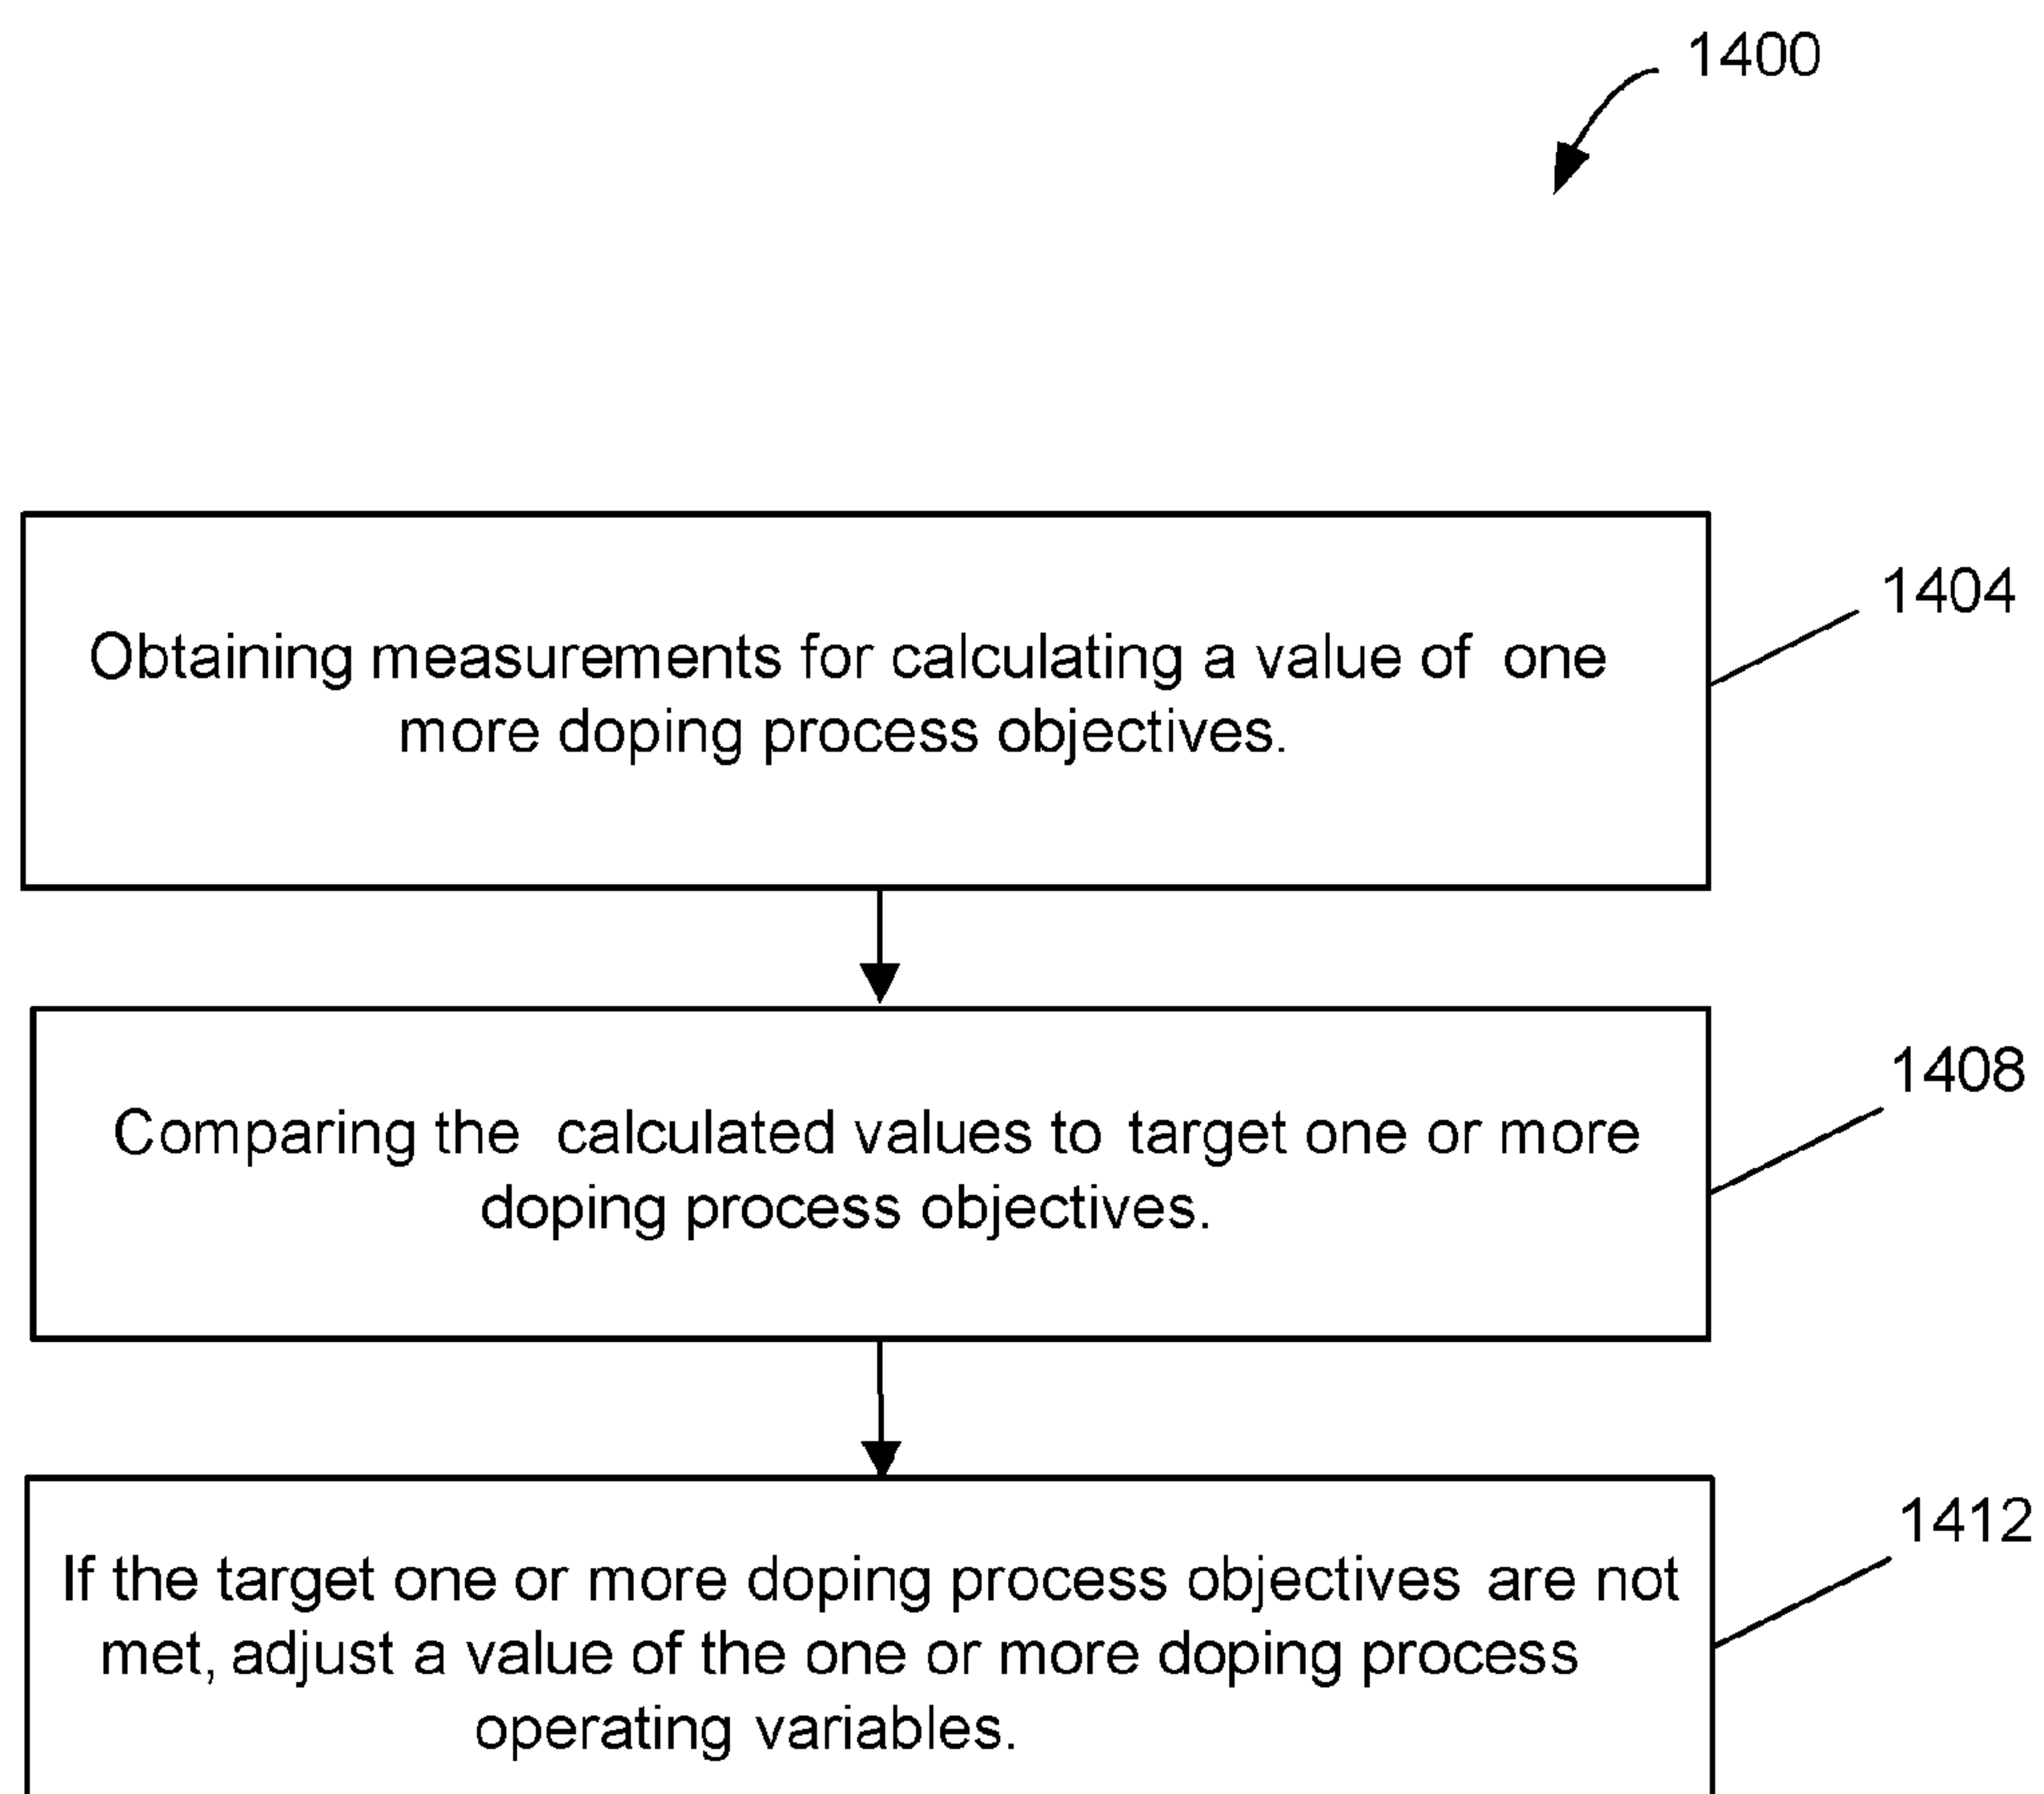 1400
1404
Obtaining measurements for calculating a value of one
more doping process objectives.
1408
Comparing the calculated values to target one or more
doping process objectives.
1412
If the target one or more doping process objectives are not
met, adjust a value of the one or more doping process
operating variables.